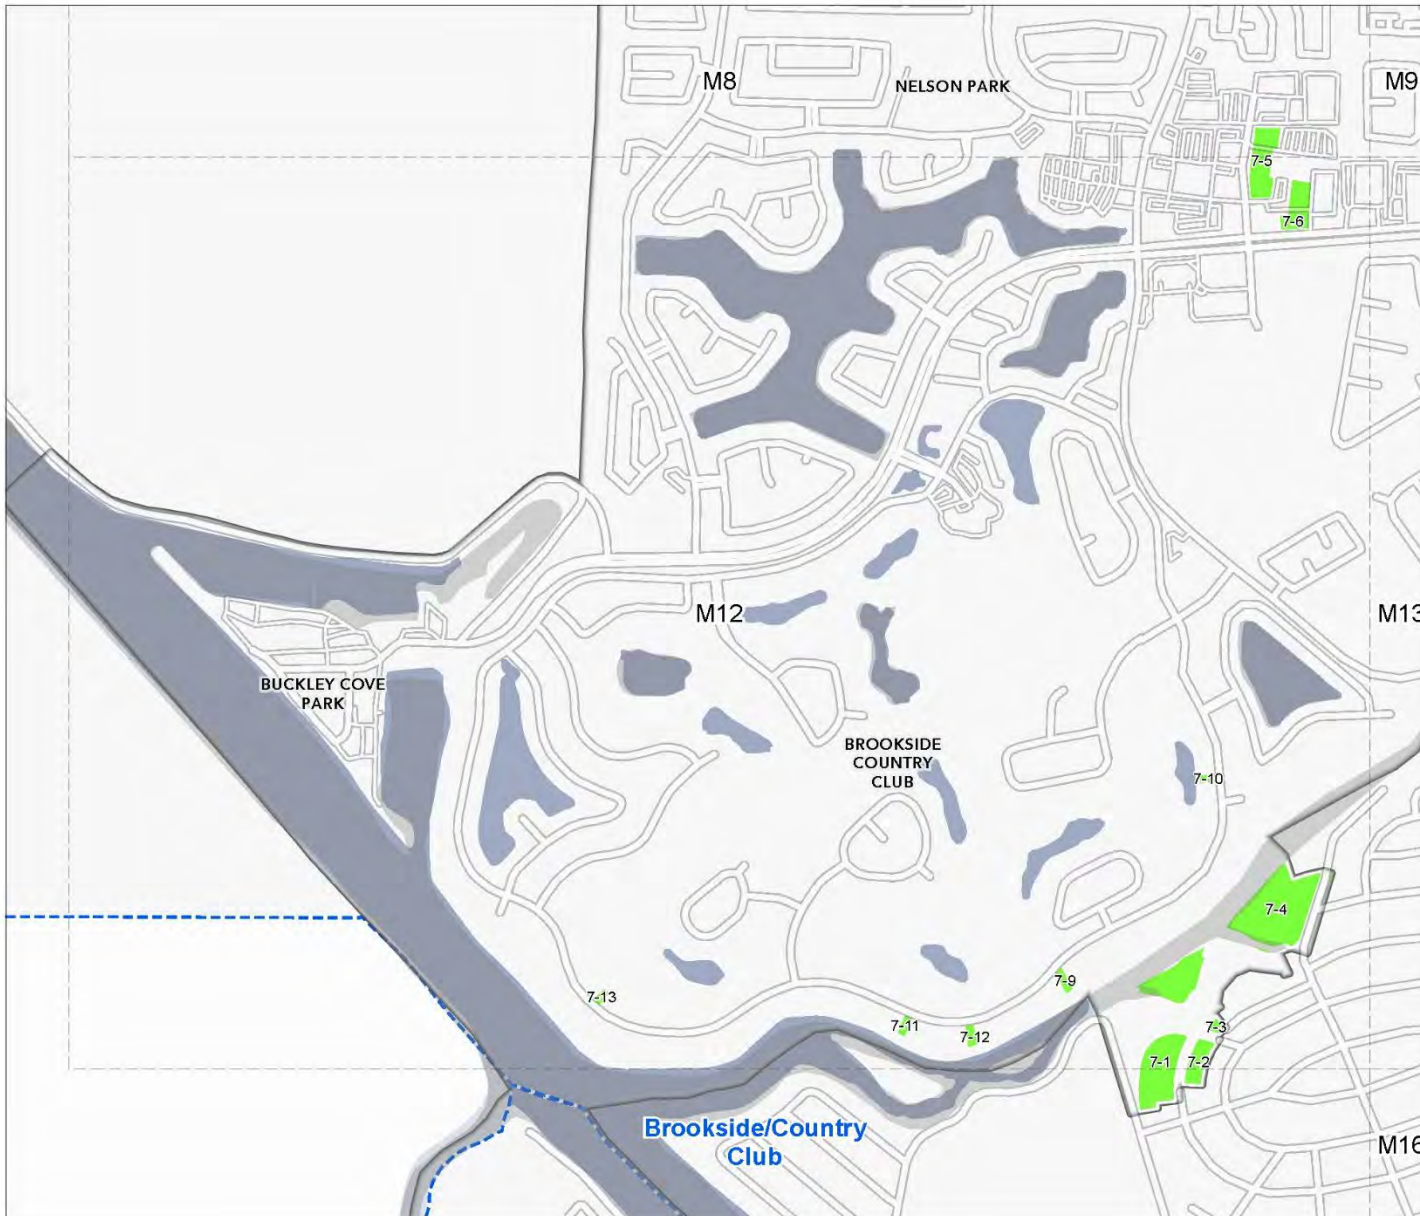 M8
M9
NELSON PARK
7-5
7-6
M12
M13
BUCKLEY COVE
PARK
BROOKSIDE
COUNTRY
CLUB
7-10
7-4
7-9
7-13
7-11
7-12
7-3
7-1
7-2
Brookside/Country
Club
M16